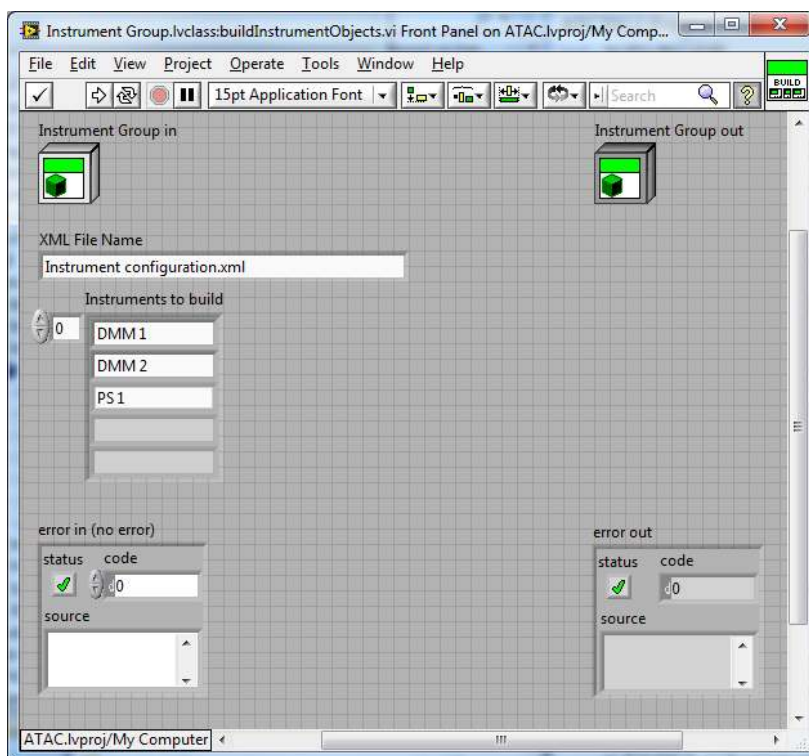 Instrument Group.lvclass:buildInstrumentObjects.vi Front Panel on ATAC.lvproj/My Comp...
File Edit View Project Operate Tools Window Help
15pt Application Font Search ? BUILD
Instrument Group in Instrument Group out
XML File Name
Instrument configuration.xml
Instruments to build
0 DMM 1
DMM 2
PS 1
error in (no error) error out
status code status code
d0 d0
source source
ATAC.lvproj/My Computer